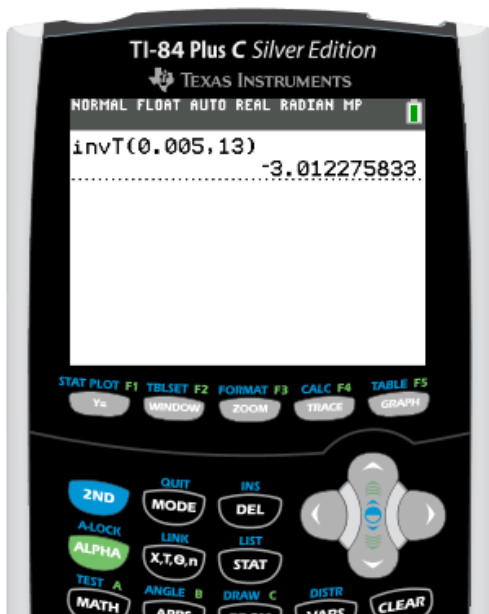 TI-84 Plus C Silver Edition
TEXAS INSTRUMENTS
NORMAL FLOAT AUTO REAL RADIAN MP
invT(0.005,13)
-3.012275833
STAT PLOT F1 TBLSET F2 FORMAT F3 CALC F4 TABLE F5
Y= WINDOW ZOOM TRACE GRAPH
QUIT INS
2ND MODE DEL
A-LOCK LINK LIST
ALPHA X,T,Θ,n STAT
TEST A ANGLE B DRAW C DISTR
MATH APPS VARS CLEAR